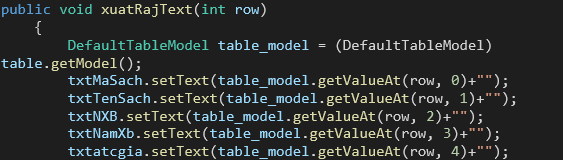 public void xuatRajText(int row)
{
DefaultTableModel table_model = (DefaultTableModel)
table.getModel();
txtMaSach.setText(table_model.getValueAt(row, 0)+"");
txtTenSach.setText(table_model.getValueAt(row, 1)+"");
txtNXB.setText(table_model.getValueAt(row, 2)+"");
txtNamXb.setText(table_model.getValueAt(row, 3)+"");
txtatcgia.setText(table_model.getValueAt(row, 4)+"");